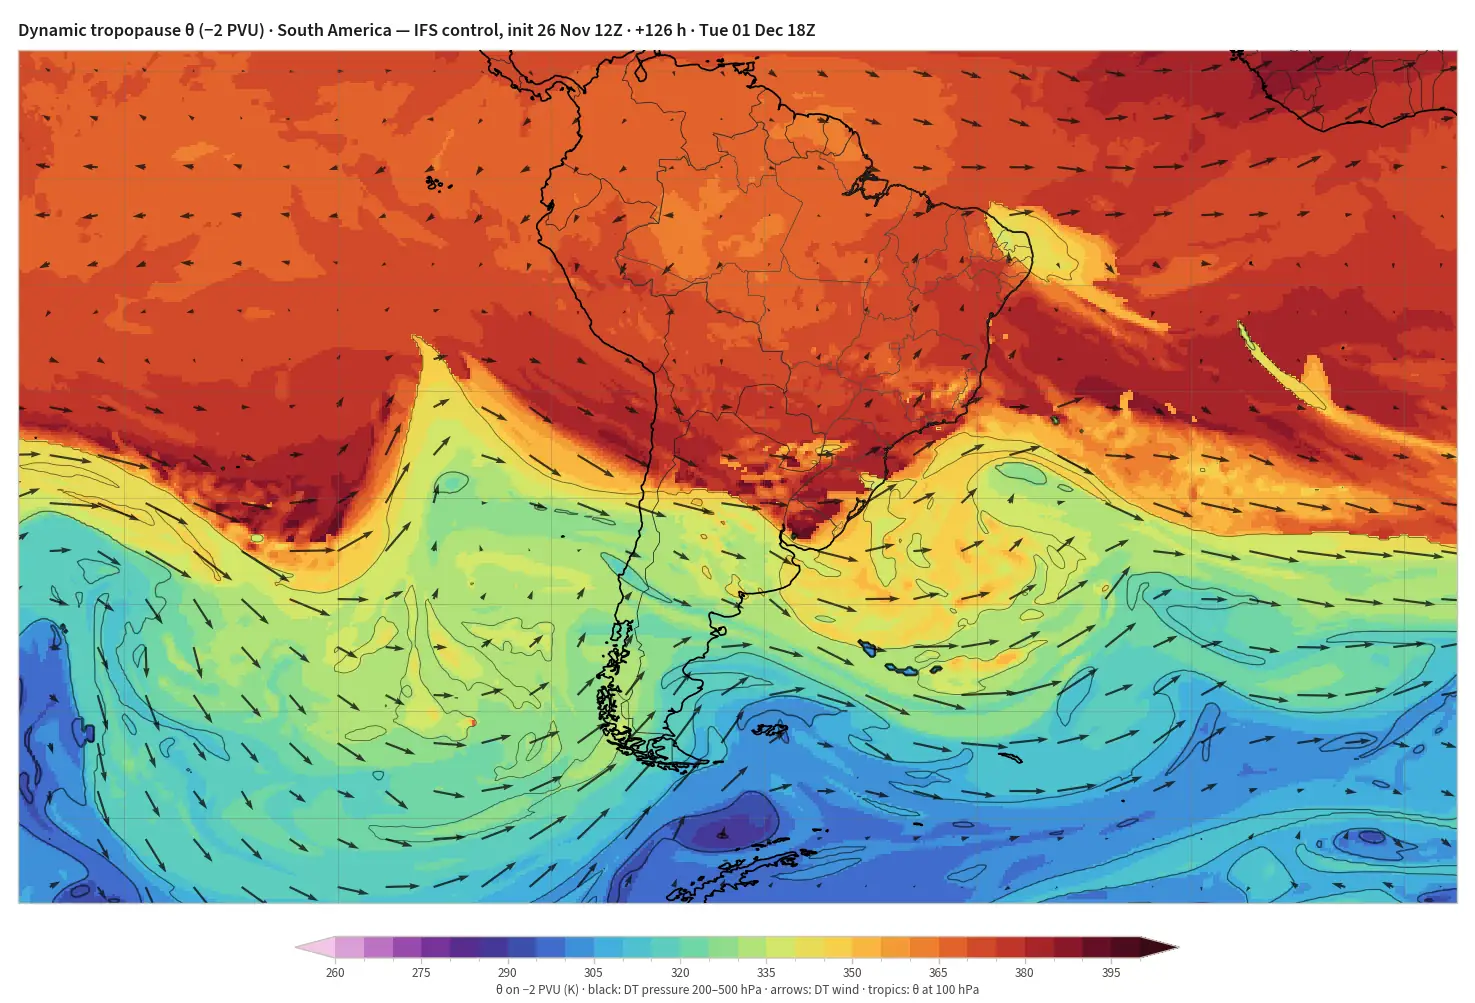 Dynamic tropopause θ (−2 PVU) · South America — IFS control, init 26 Nov 12Z · +126 h · Tue 01 Dec 18Z
260 275 290 305 320 335 350 365 380 395
θ on −2 PVU (K) · black: DT pressure 200–500 hPa · arrows: DT wind · tropics: θ at 100 hPa